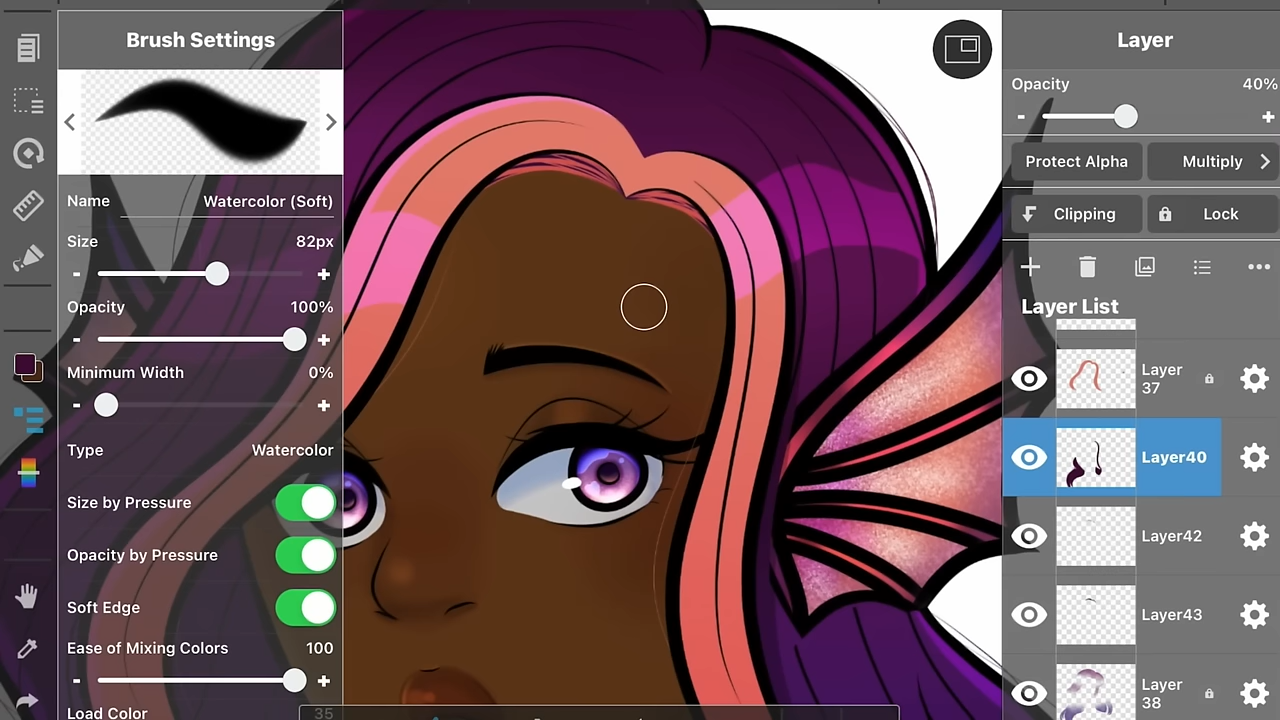 Brush Settings
Name Watercolor (Soft)
Size 82px
- +
Opacity 100%
- +
Minimum Width 0%
- +
Type Watercolor
Size by Pressure
Opacity by Pressure
Soft Edge
Ease of Mixing Colors 100
- +
Load Color 35
Layer
Opacity 40%
- +
Protect Alpha Multiply
Clipping Lock
Layer List
Layer
37
Layer40
Layer42
Layer43
Layer
38